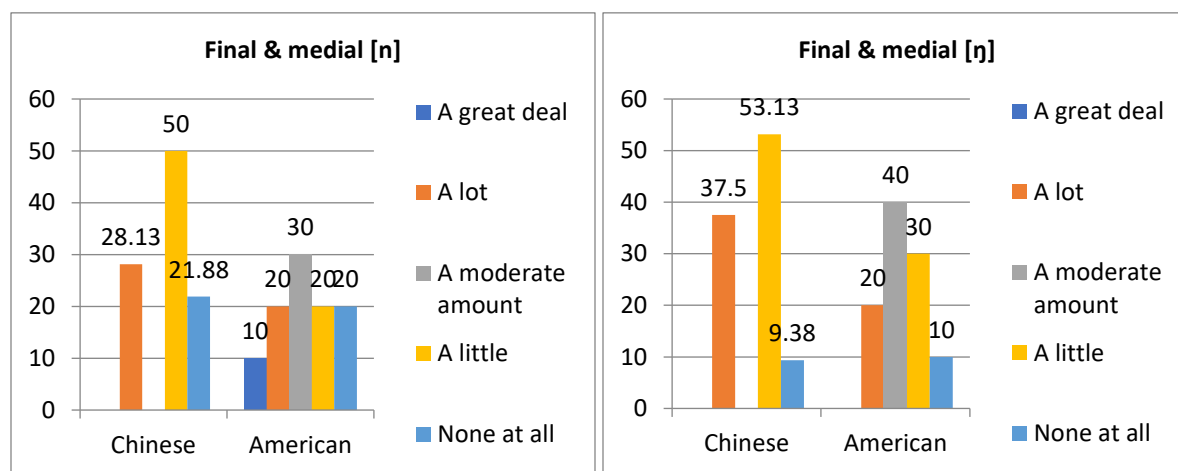 Final & medial [n]
60
50
40
30
20
10
0
28.13
50
21.88
10
20
30
20
20
Chinese
American
A great deal
A lot
A moderate
amount
A little
None at all
Final & medial [ŋ]
60
50
40
30
20
10
0
37.5
53.13
9.38
20
40
30
10
Chinese
American
A great deal
A lot
A moderate
amount
A little
None at all